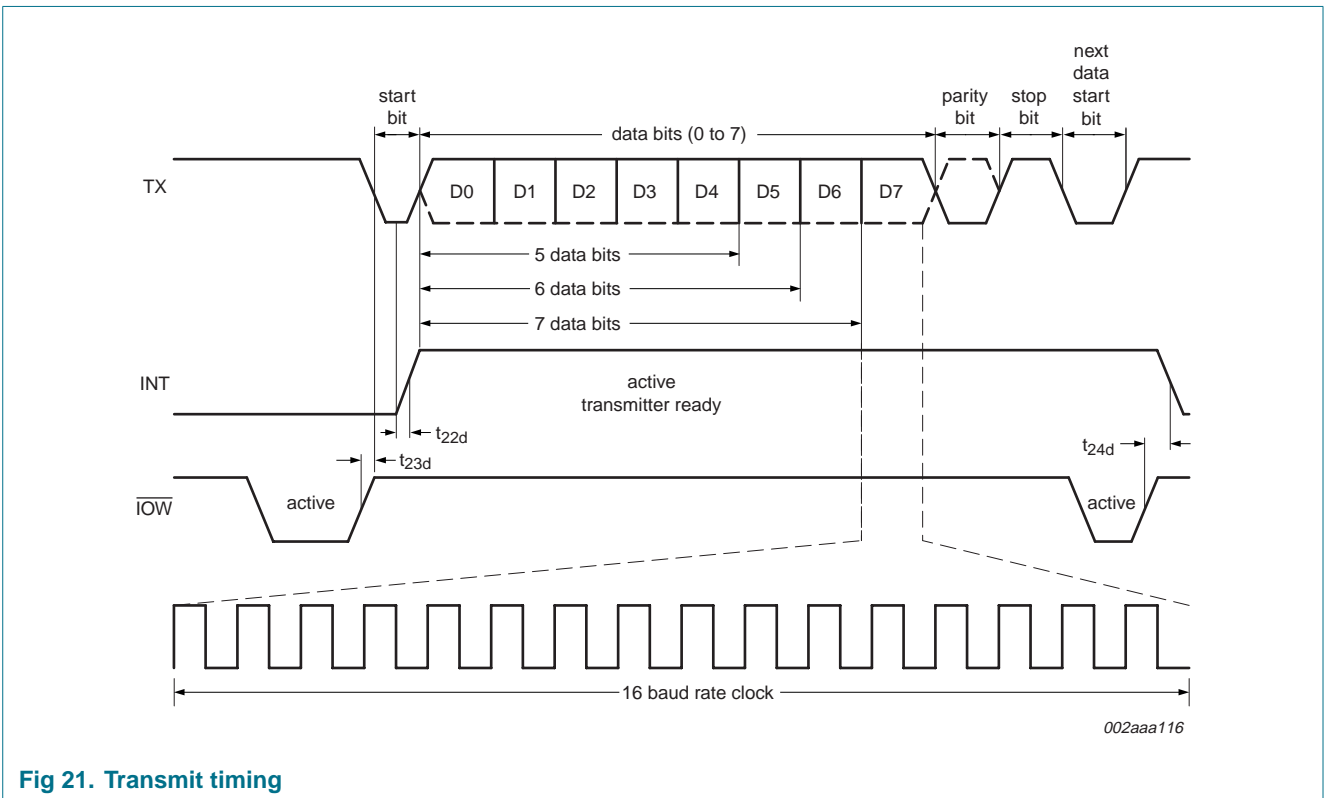 next
data
start
bit
start
bit
parity
bit
stop
bit
data bits (0 to 7)
TX
D0 D1 D2 D3 D4 D5 D6 D7
5 data bits
6 data bits
7 data bits
INT
active
transmitter ready
t22d
t23d
t24d
IOW
active
active
16 baud rate clock
002aaa116
Fig 21. Transmit timing